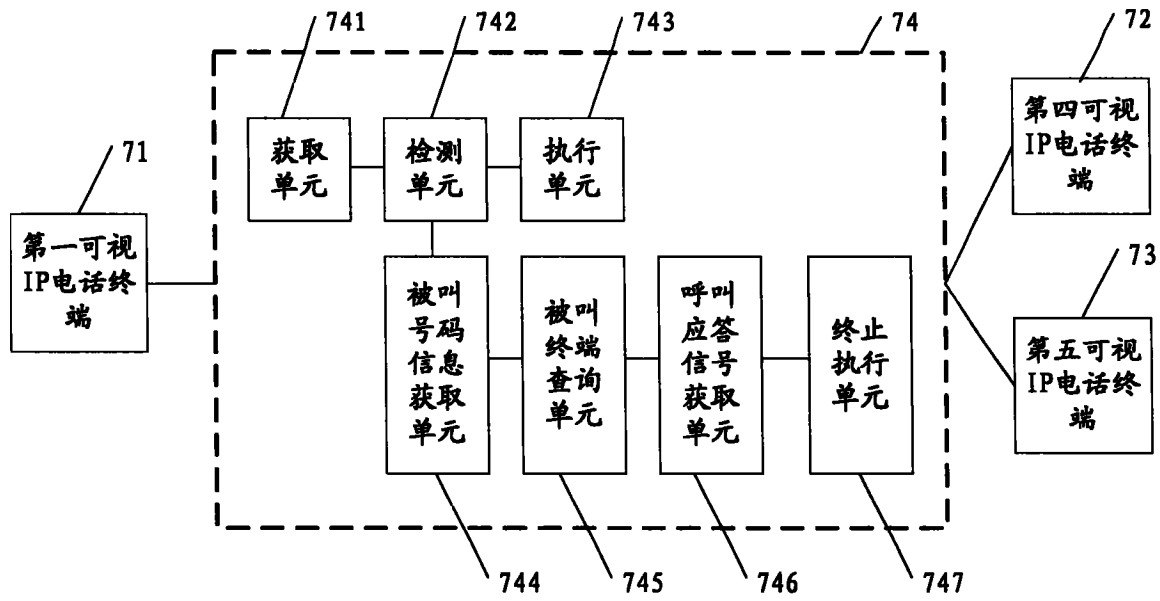 741
742
743
74
72
71
获取
单元
检测
单元
执行
单元
第四可视
IP电话终
端
第一可视
IP电话终
端
73
被叫
号码
信息
获取
单元
被叫
终端
查询
单元
呼叫
应答
信号
获取
单元
终止
执行
单元
第五可视
IP电话终
端
744
745
746
747